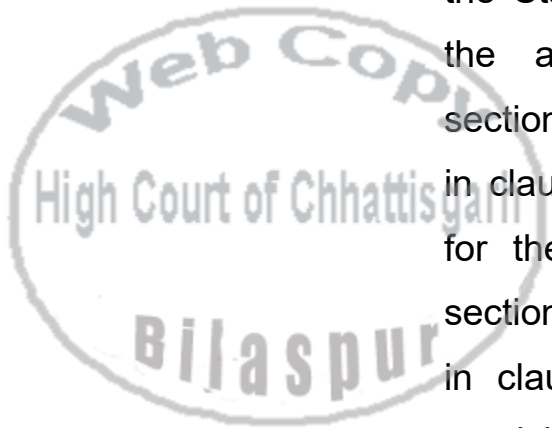 Web Copy
High Court of Chhattisgarh
Bilaspur
the
the a
section
in clau
for the
section
in clau